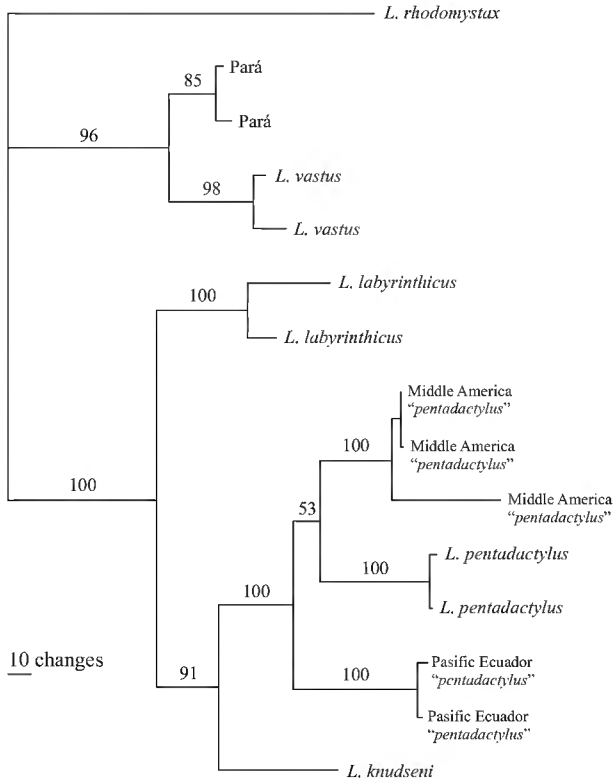 L. rhodomystax
Pará
85
Pará
96
L. vastus
98
L. vastus
L. labyrinthicus
100
L. labyrinthicus
Middle America
“pentadactylus”
100
Middle America
“pentadactylus”
Middle America
“pentadactylus”
53
L. pentadactylus
100
100
L. pentadactylus
100
10 changes
Pasific Ecuador
“pentadactylus”
100
91
Pasific Ecuador
“pentadactylus”
L. knudseni